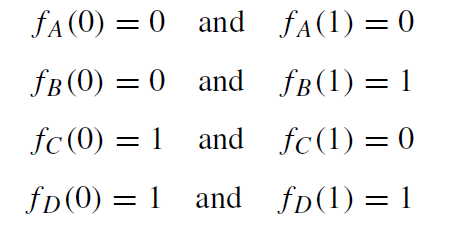 f_A(0) = 0 and f_A(1) = 0
f_B(0) = 0 and f_B(1) = 1
f_C(0) = 1 and f_C(1) = 0
f_D(0) = 1 and f_D(1) = 1